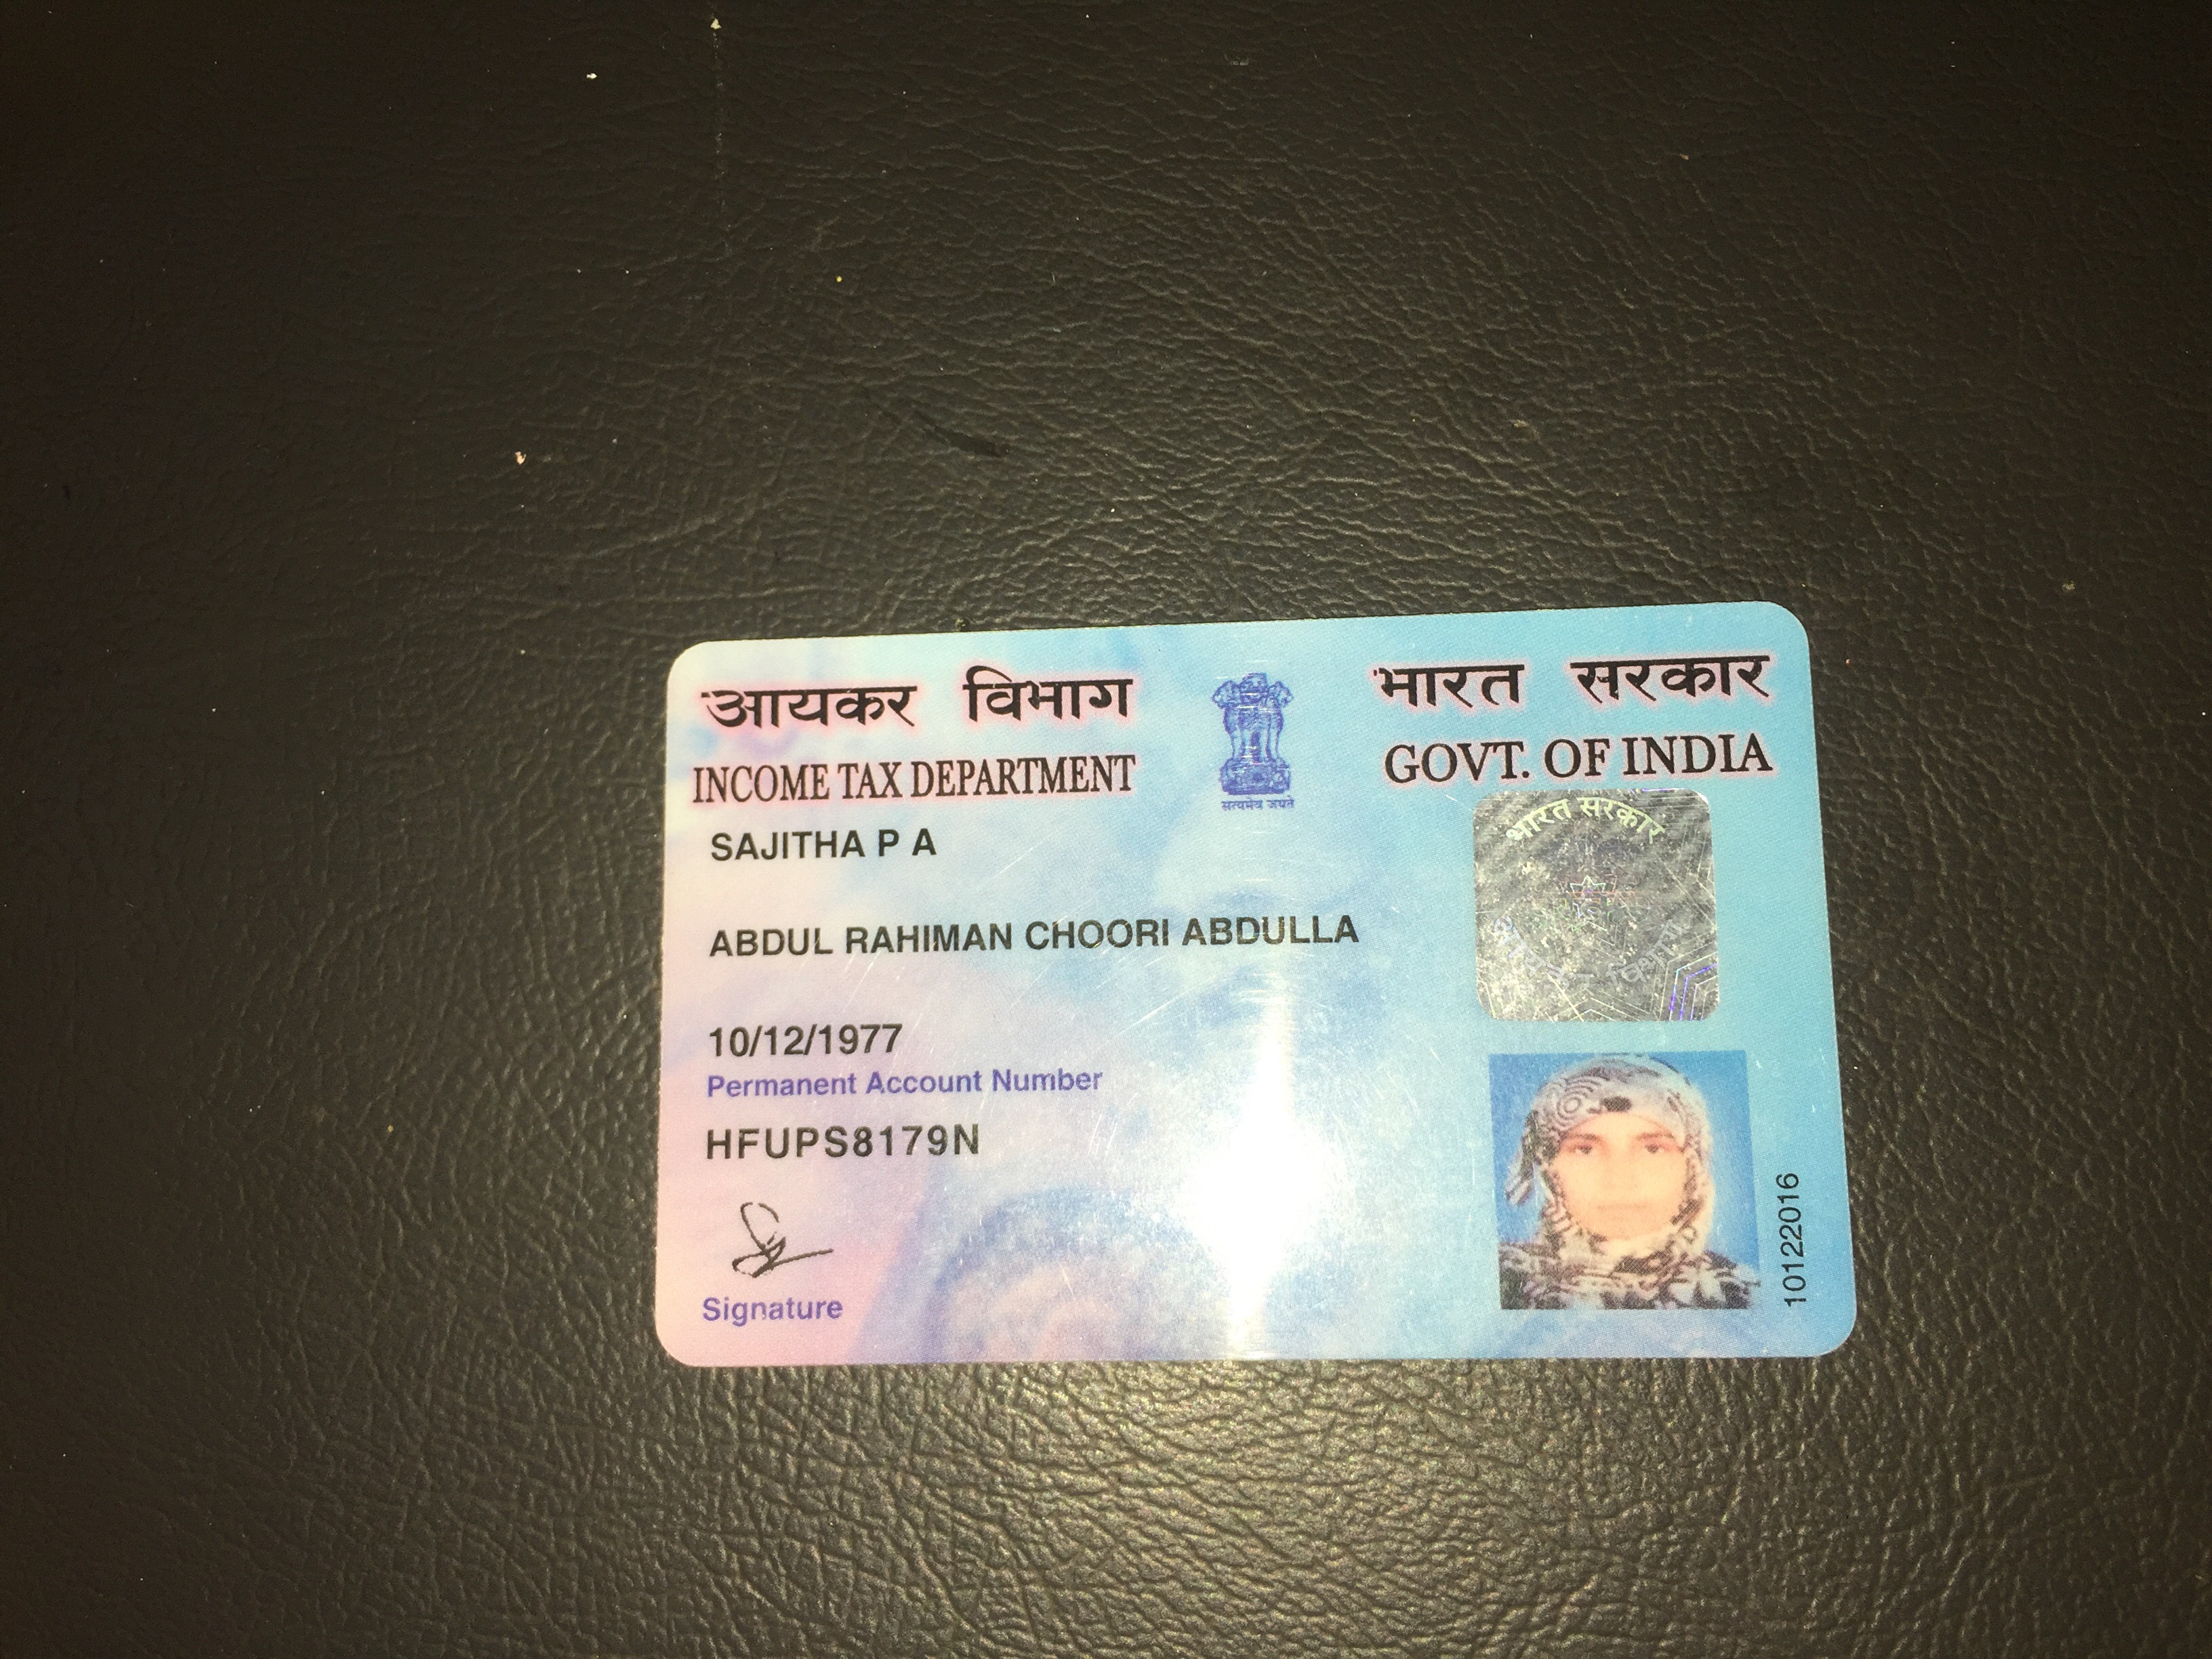 आयकर विभाग
INCOME TAX DEPARTMENT
सत्यमेव जयते
भारत सरकार
GOVT. OF INDIA
SAJITHA P A
ABDUL RAHIMAN CHOORI ABDULLA
10/12/1977
Permanent Account Number
HFUPS8179N
Signature
भारत सरकार
10122016